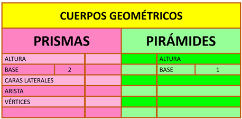 CUERPOS GEOMÉTRICOS
PRISMAS PIRÁMIDES
ALTURA ALTURA
BASE 2 BASE 1
CARAS LATERALES
ARISTA
VÉRTICES